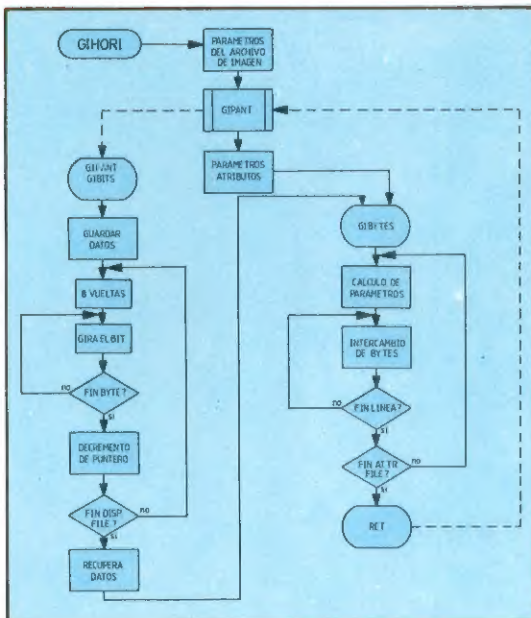 GIHORI
PARAMETROS
DEL ARCHIVO
DE IMAGEN
GIPANT
PARAMETROS
ATRIBUTOS
GIPANT
GIBITS
GUARDAR
DATOS
8 VUELTAS
GIRA EL BIT
no
FIN BYTE?
si
DECREMENTO
DE PUNTERO
FIN DISP.
FILE?
no
si
RECUPERA
DATOS
GIBYTES
CALCULO DE
PARAMETROS
INTERCAMBIO
DE BYTES
no
FIN LINEA?
si
FIN ATTR
FILE?
no
si
RET